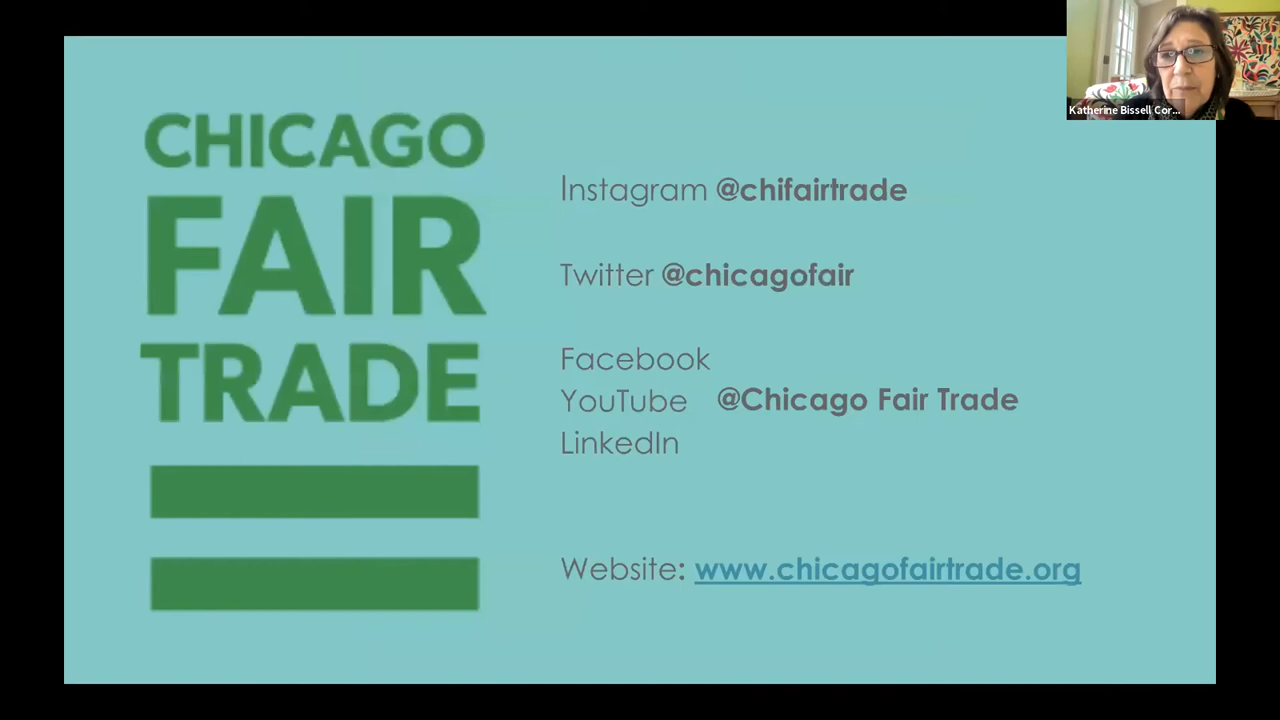 CHICAGO
FAIR
TRADE
Instagram @chifairtrade
Twitter @chicagofair
Facebook
YouTube @Chicago Fair Trade
LinkedIn
Website: www.chicagofairtrade.org
Katherine Bissell Cor...